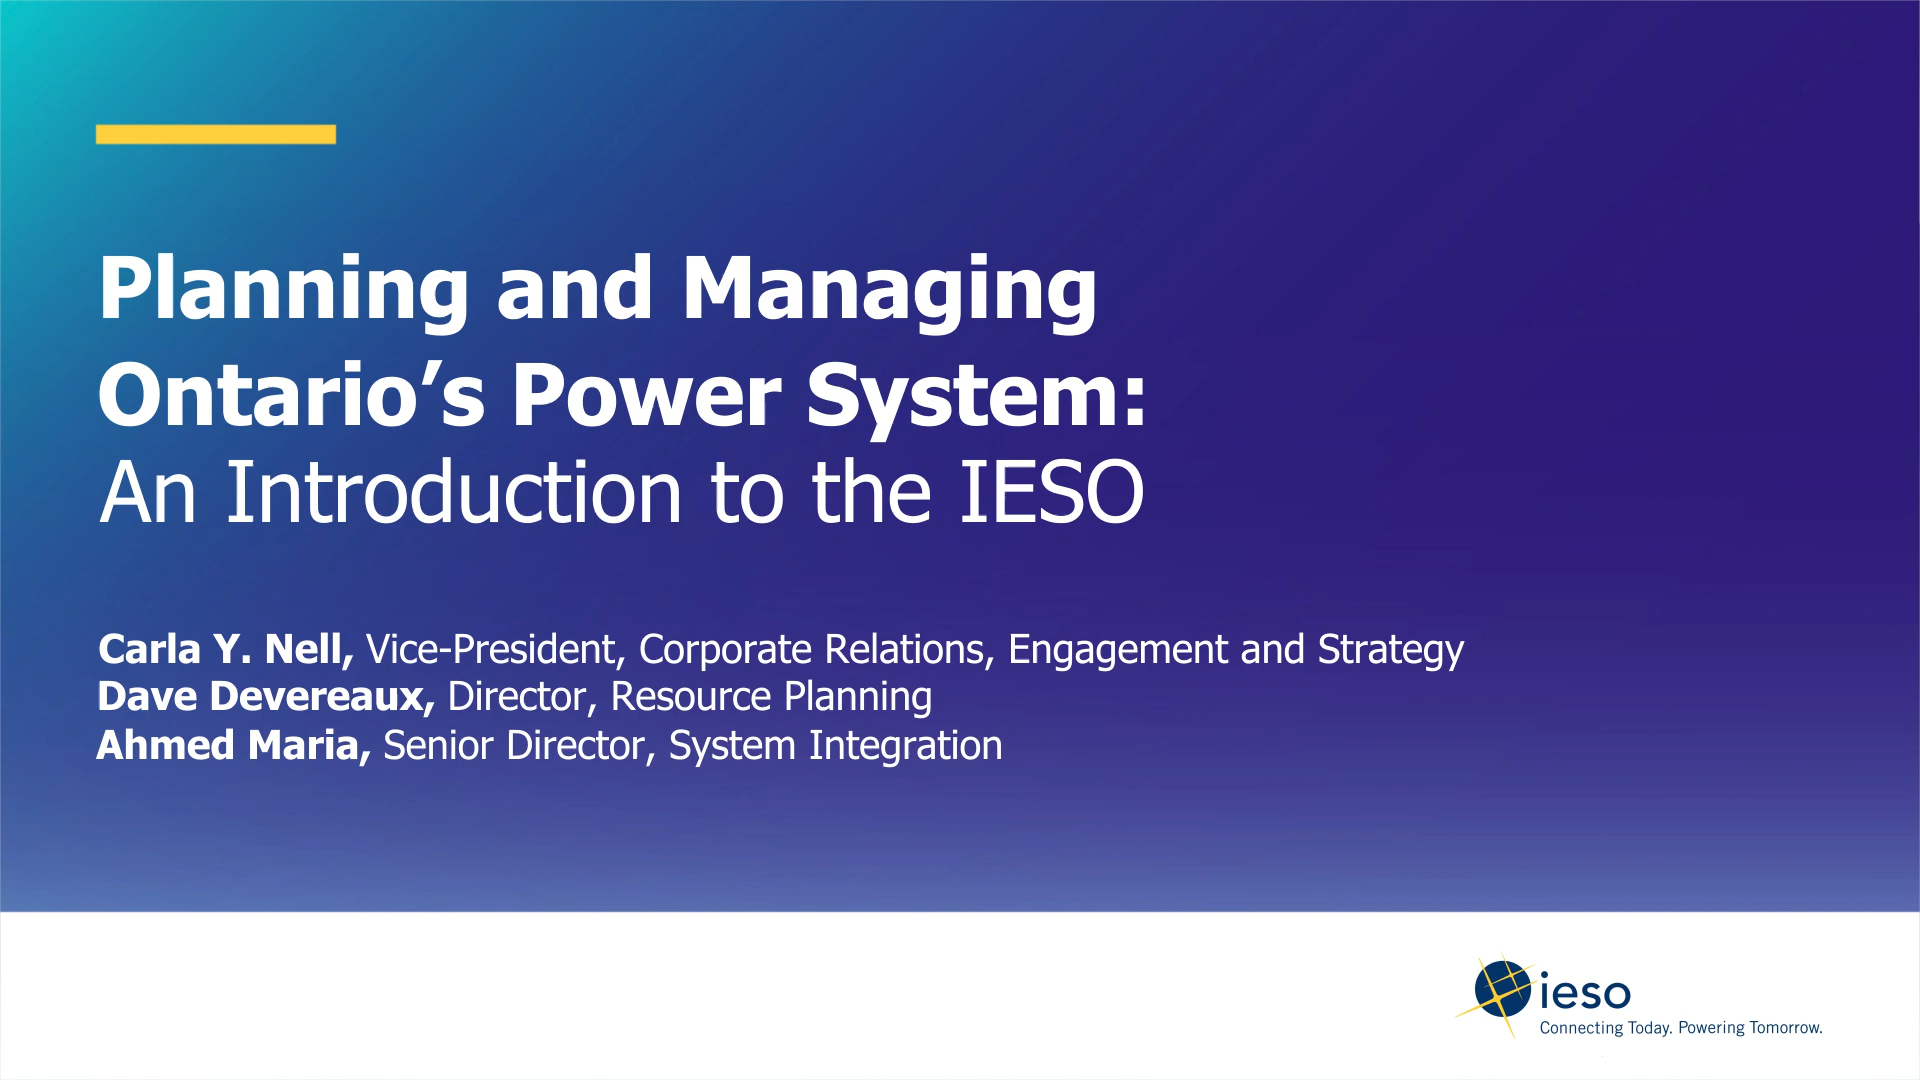 Planning and Managing
Ontario’s Power System:
An Introduction to the IESO
Carla Y. Nell, Vice-President, Corporate Relations, Engagement and Strategy
Dave Devereaux, Director, Resource Planning
Ahmed Maria, Senior Director, System Integration
ieso
Connecting Today. Powering Tomorrow.